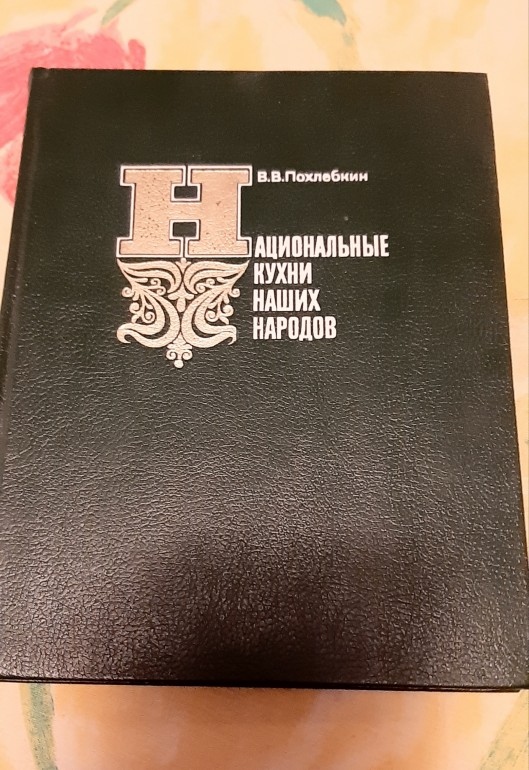 В.В.Похлебкин
НАЦИОНАЛЬНЫЕ
КУХНИ
НАШИХ
НАРОДОВ